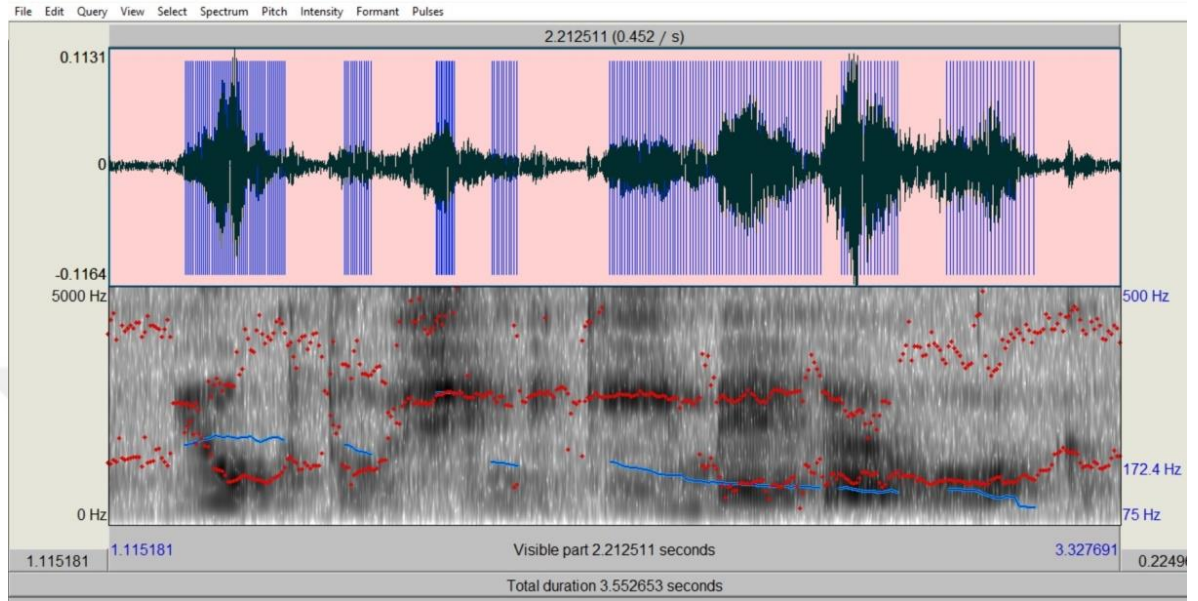 File Edit Query View Select Spectrum Pitch Intensity Formant Pulses
2.212511 (0.452 / s)
0.1131
0
-0.1164
5000 Hz
500 Hz
172.4 Hz
0 Hz
75 Hz
1.115181
Visible part 2.212511 seconds
3.327691
1.115181
0.22496
Total duration 3.552653 seconds